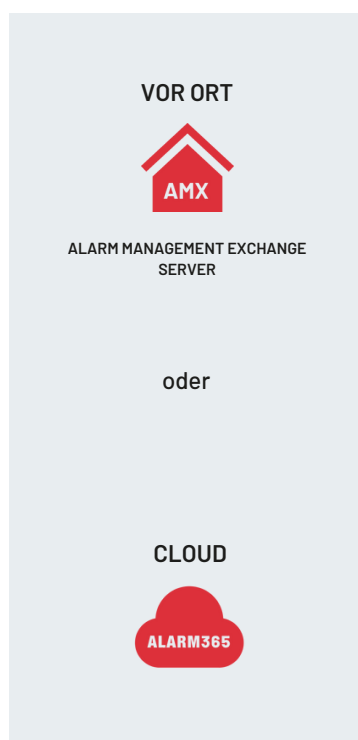 VOR ORT
AMX
ALARM MANAGEMENT EXCHANGE
SERVER
oder
CLOUD
ALARM365